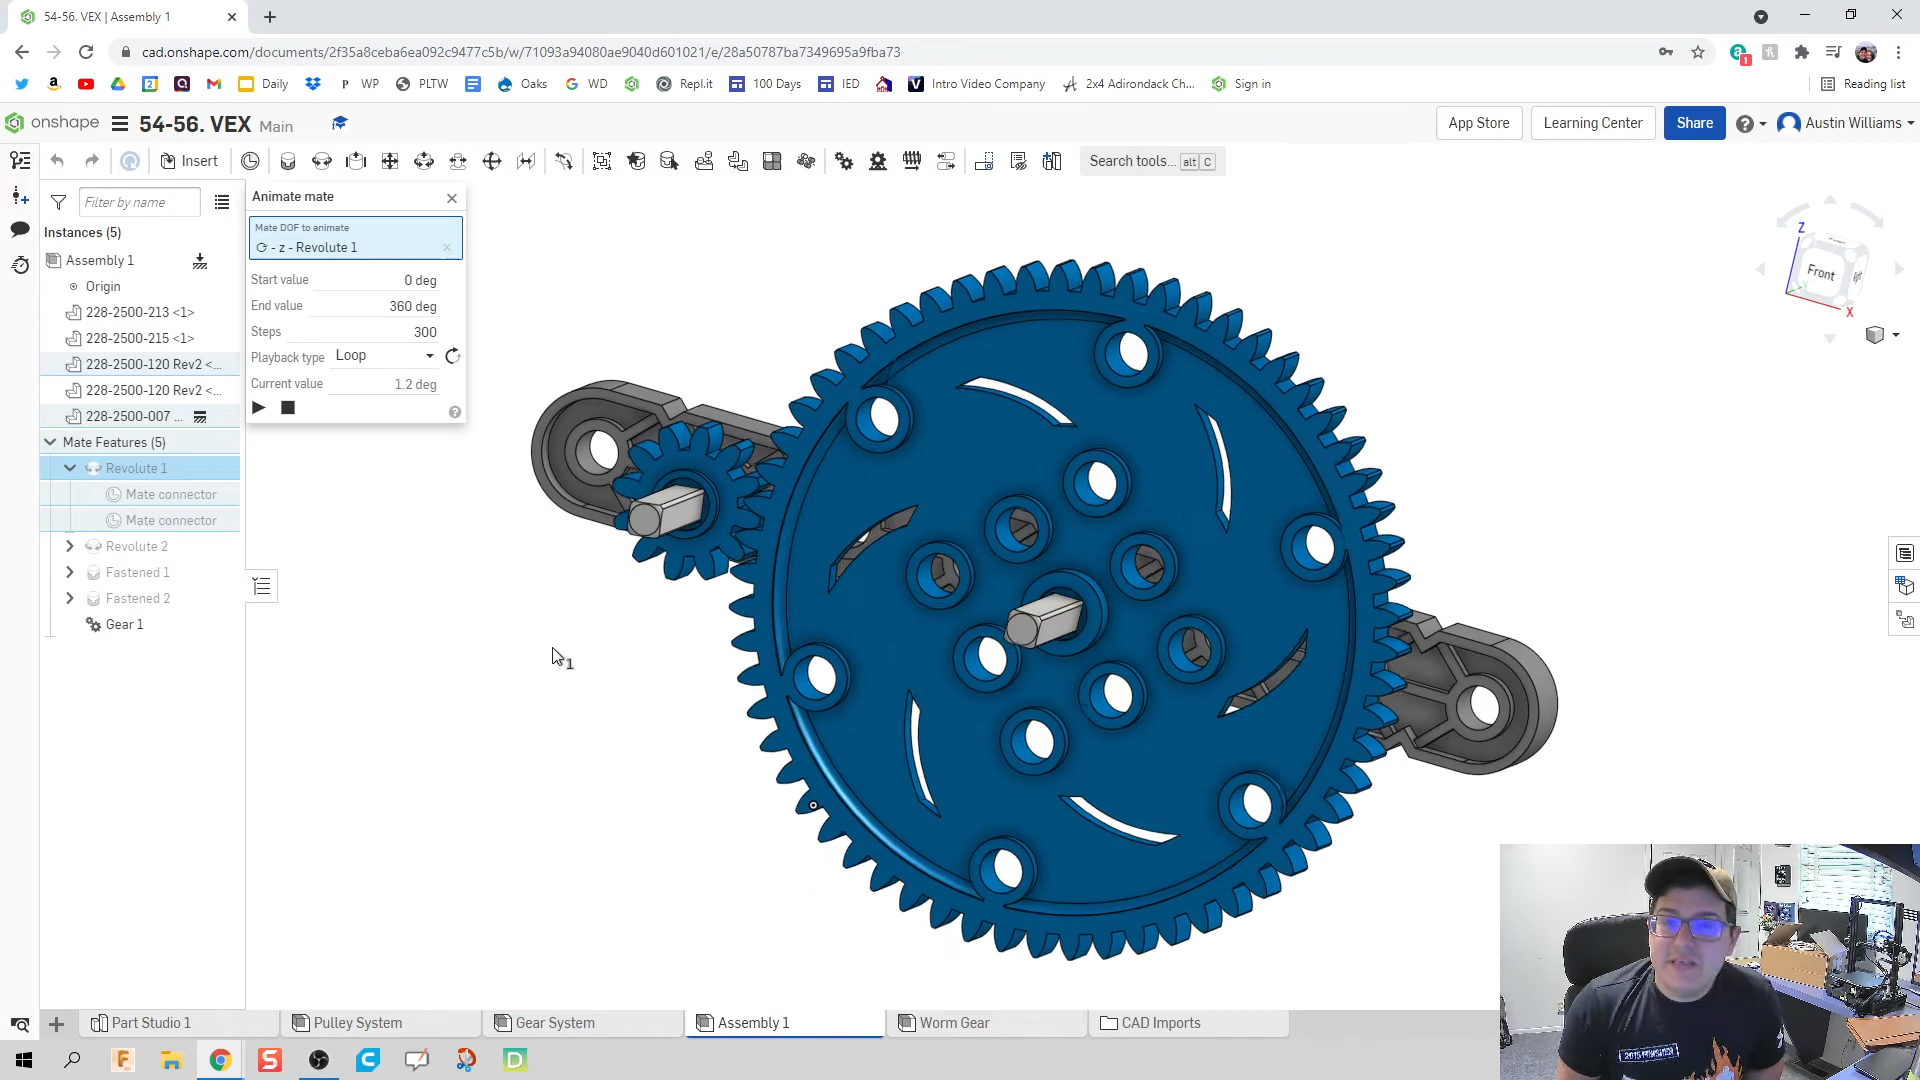 54-56. VEX | Assembly 1
cad.onshape.com/documents/2f35a8ceba6ea092c9477c5b/w/71093a94080ae9040d601021/e/28a50787ba7349695a9fba73
1
Daily
P WP
PLTW
Oaks
WD
Repl.it
100 Days
IED
Intro Video Company
2x4 Adirondack Ch...
Sign in
Reading list
onshape
54-56. VEX Main
App Store
Learning Center
Share
Austin Williams
Insert
Search tools... alt C
Filter by name
Instances (5)
Assembly 1
Origin
228-2500-213 <1>
228-2500-215 <1>
228-2500-120 Rev2 <...
228-2500-120 Rev2 <...
228-2500-007 ...
Mate Features (5)
Revolute 1
Mate connector
Mate connector
Revolute 2
Fastened 1
Fastened 2
Gear 1
Animate mate
Mate DOF to animate
- z - Revolute 1
Start value 0 deg
End value 360 deg
Steps 300
Playback type Loop
Current value 1.2 deg
1
Z
Front
Right
Y
X
Part Studio 1
Pulley System
Gear System
Assembly 1
Worm Gear
CAD Imports